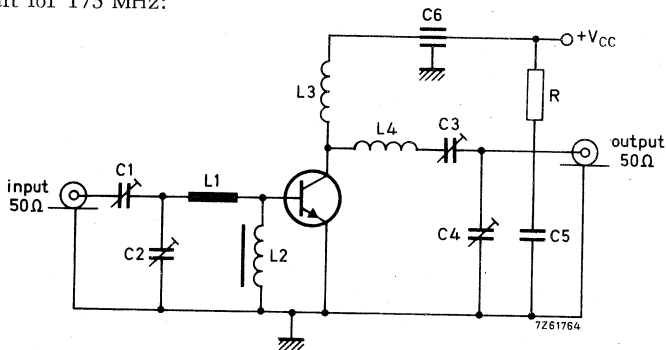 uit for 175 MHz:
C6
+VCC
L3
R
L4
C3
output
50Ω
C1
L1
input
50Ω
C2
L2
C4
C5
7Z61764